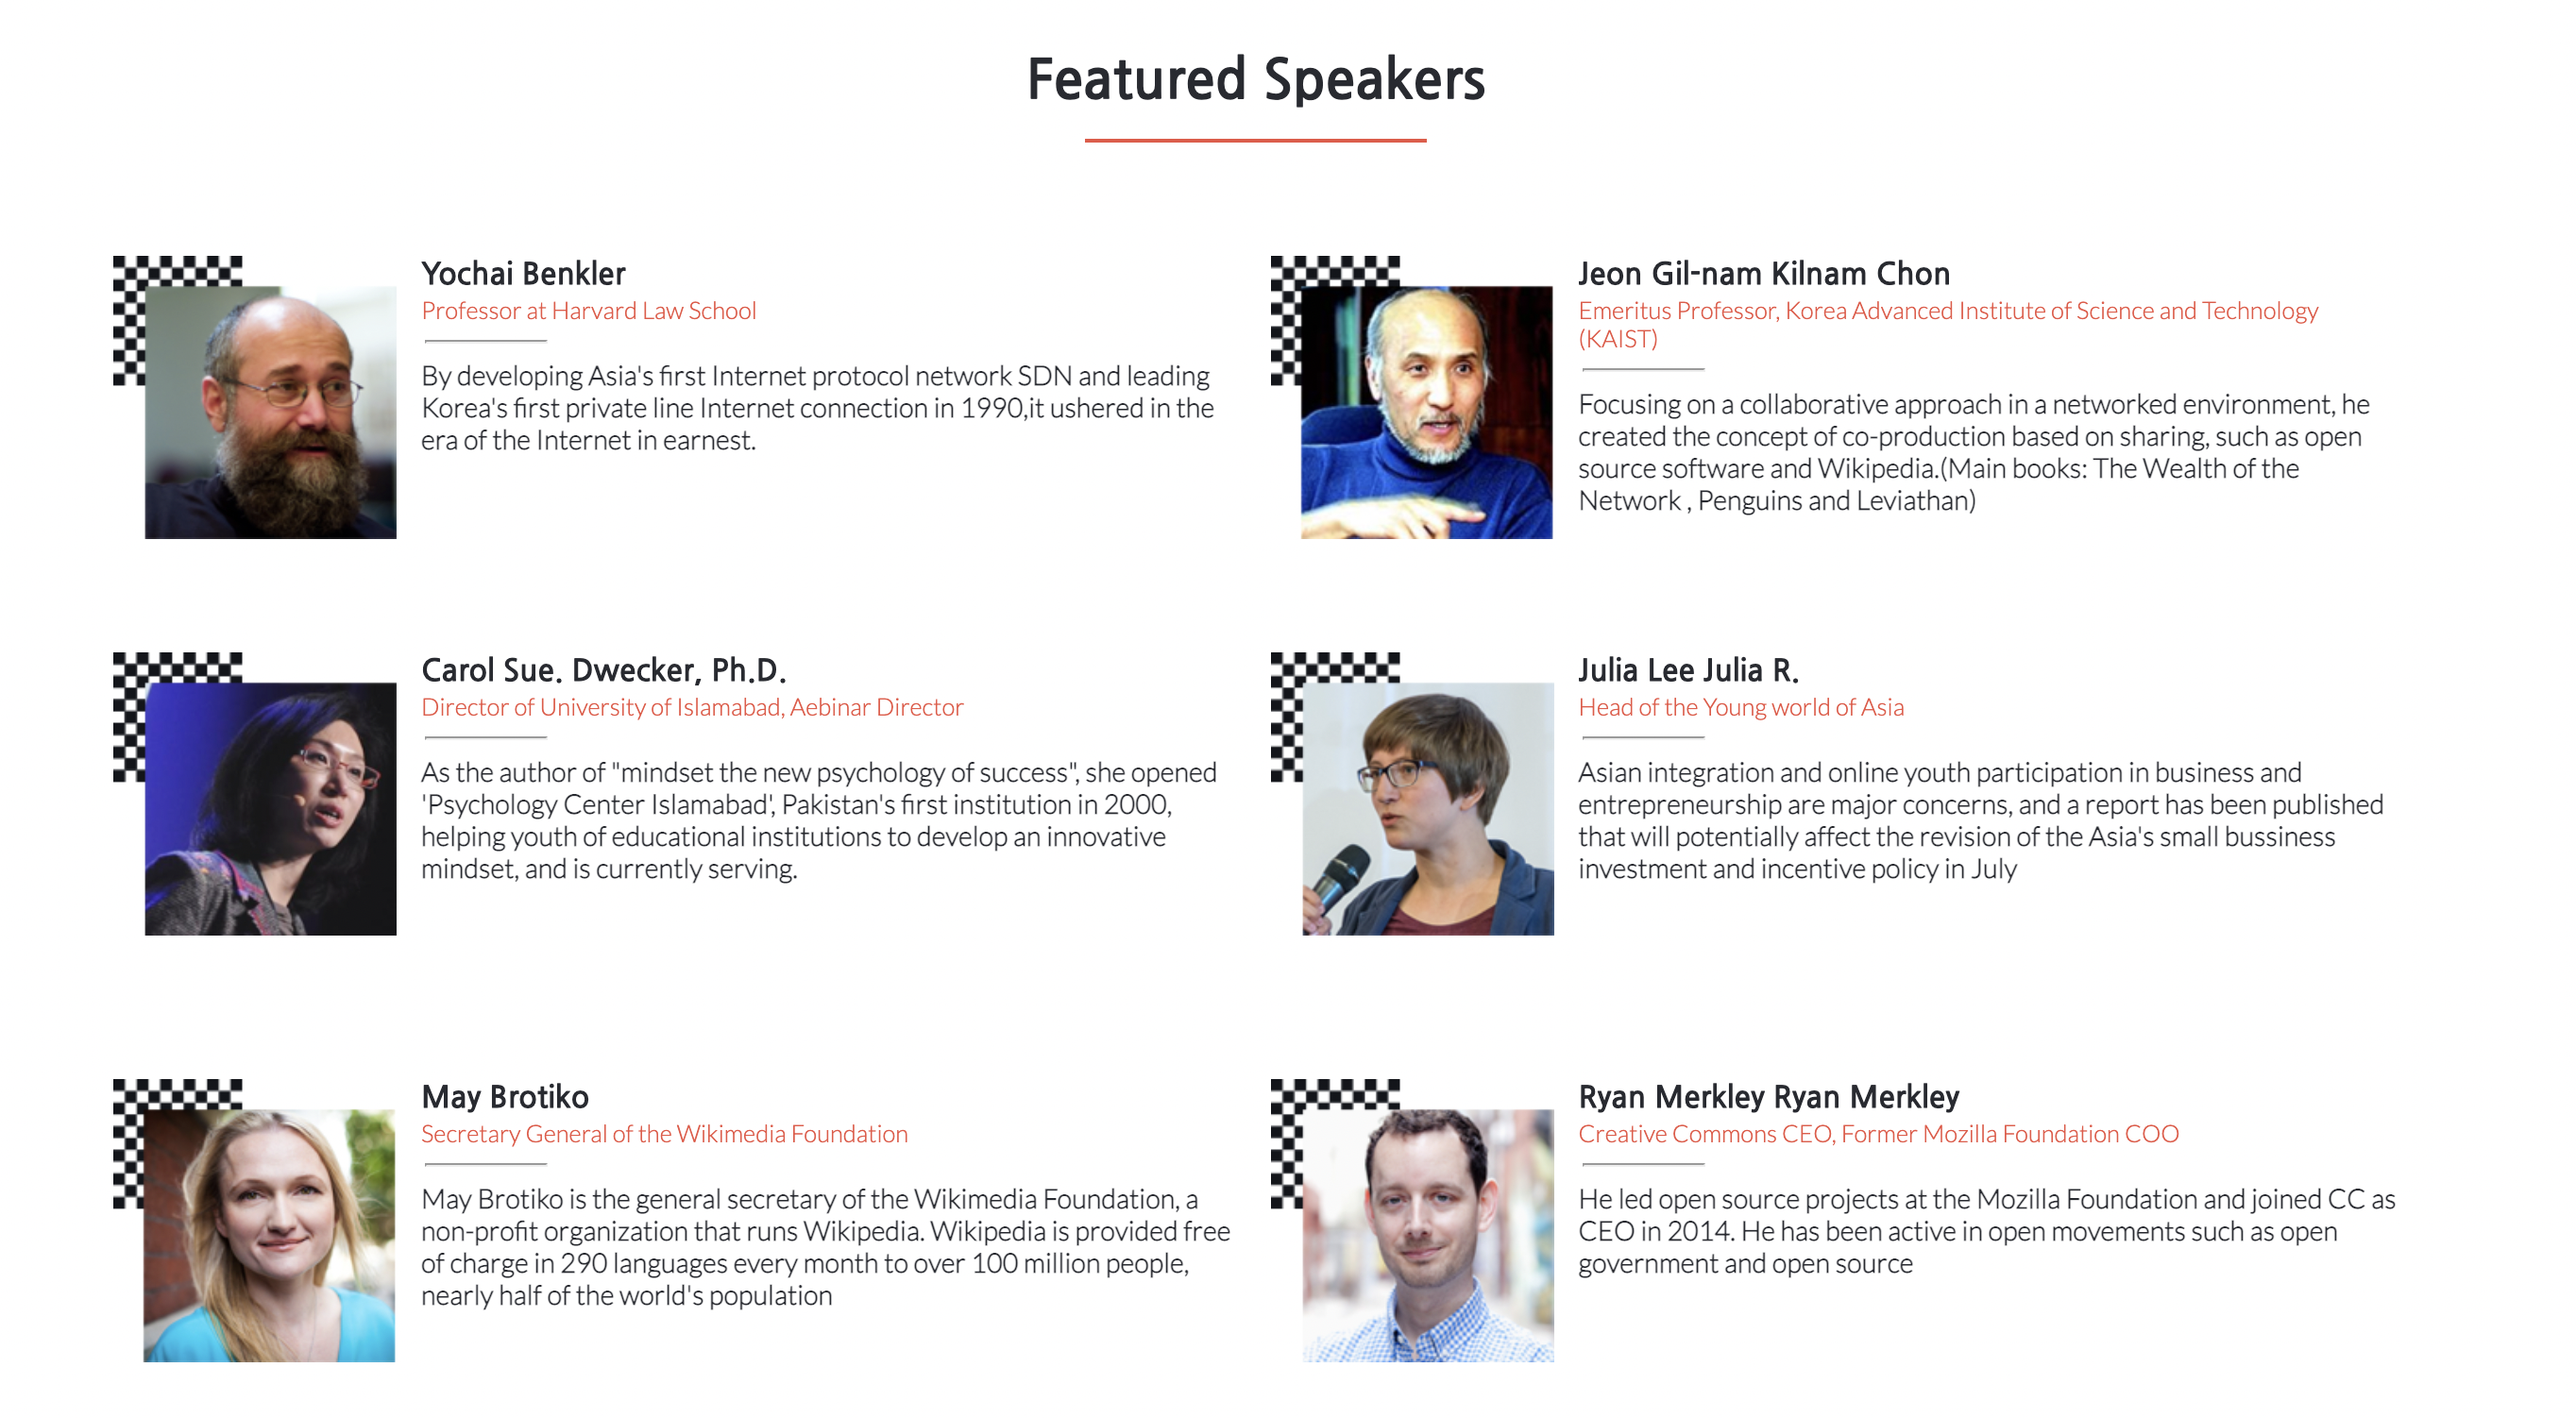 Featured Speakers
Yochai Benkler
Professor at Harvard Law School
By developing Asia's first Internet protocol network SDN and leading
Korea's first private line Internet connection in 1990,it ushered in the
era of the Internet in earnest.
Jeon Gil-nam Kilnam Chon
Emeritus Professor, Korea Advanced Institute of Science and Technology
(KAIST)
Focusing on a collaborative approach in a networked environment, he
created the concept of co-production based on sharing, such as open
source software and Wikipedia.(Main books: The Wealth of the
Network , Penguins and Leviathan)
Carol Sue. Dwecker, Ph.D.
Director of University of Islamabad, Aebinar Director
As the author of "mindset the new psychology of success", she opened
'Psychology Center Islamabad', Pakistan's first institution in 2000,
helping youth of educational institutions to develop an innovative
mindset, and is currently serving.
Julia Lee Julia R.
Head of the Young world of Asia
Asian integration and online youth participation in business and
entrepreneurship are major concerns, and a report has been published
that will potentially affect the revision of the Asia's small bussiness
investment and incentive policy in July
May Brotiko
Secretary General of the Wikimedia Foundation
May Brotiko is the general secretary of the Wikimedia Foundation, a
non-profit organization that runs Wikipedia. Wikipedia is provided free
of charge in 290 languages every month to over 100 million people,
nearly half of the world's population
Ryan Merkley Ryan Merkley
Creative Commons CEO, Former Mozilla Foundation COO
He led open source projects at the Mozilla Foundation and joined CC as
CEO in 2014. He has been active in open movements such as open
government and open source